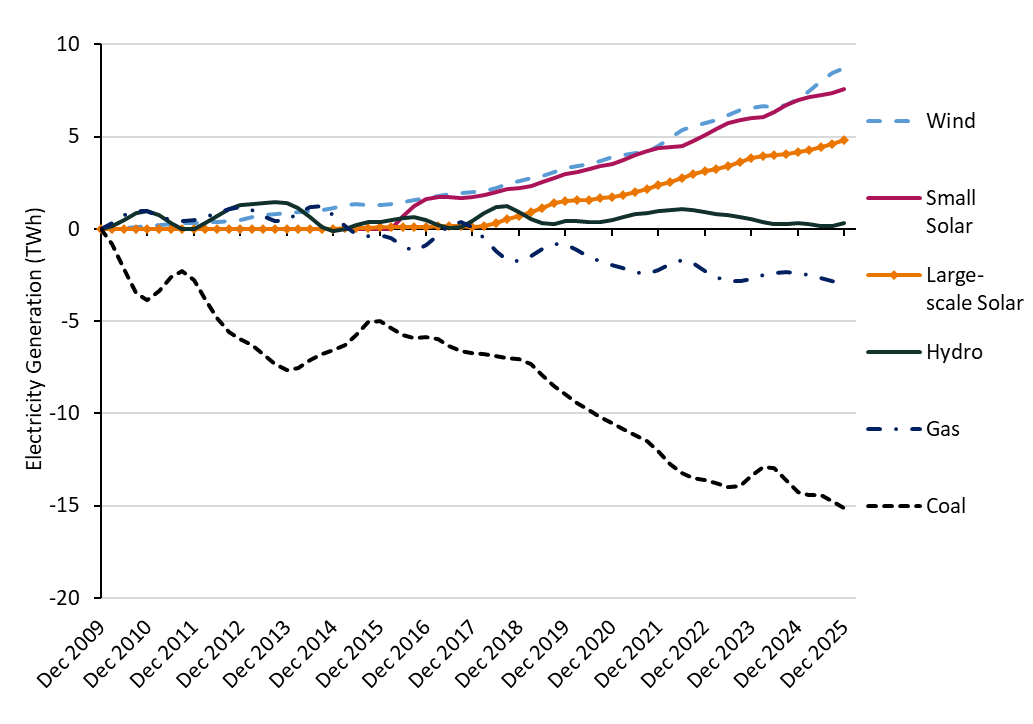 10
5
0
-5
-10
-15
-20
Electricity Generation (TWh)
Dec 2009
Dec 2010
Dec 2011
Dec 2012
Dec 2013
Dec 2014
Dec 2015
Dec 2016
Dec 2017
Dec 2018
Dec 2019
Dec 2020
Dec 2021
Dec 2022
Dec 2023
Dec 2024
Dec 2025
Wind
Small
Solar
Large-
scale Solar
Hydro
Gas
Coal